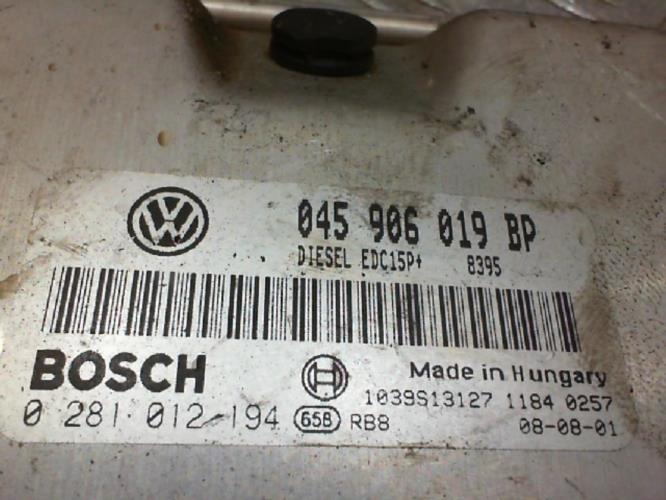 045 906 019 BP
DIESEL EDC15P+ 8395
BOSCH
Made in Hungary
0 281 012 194
65B
1039S13127 1184 0257
RB8 08-08-01